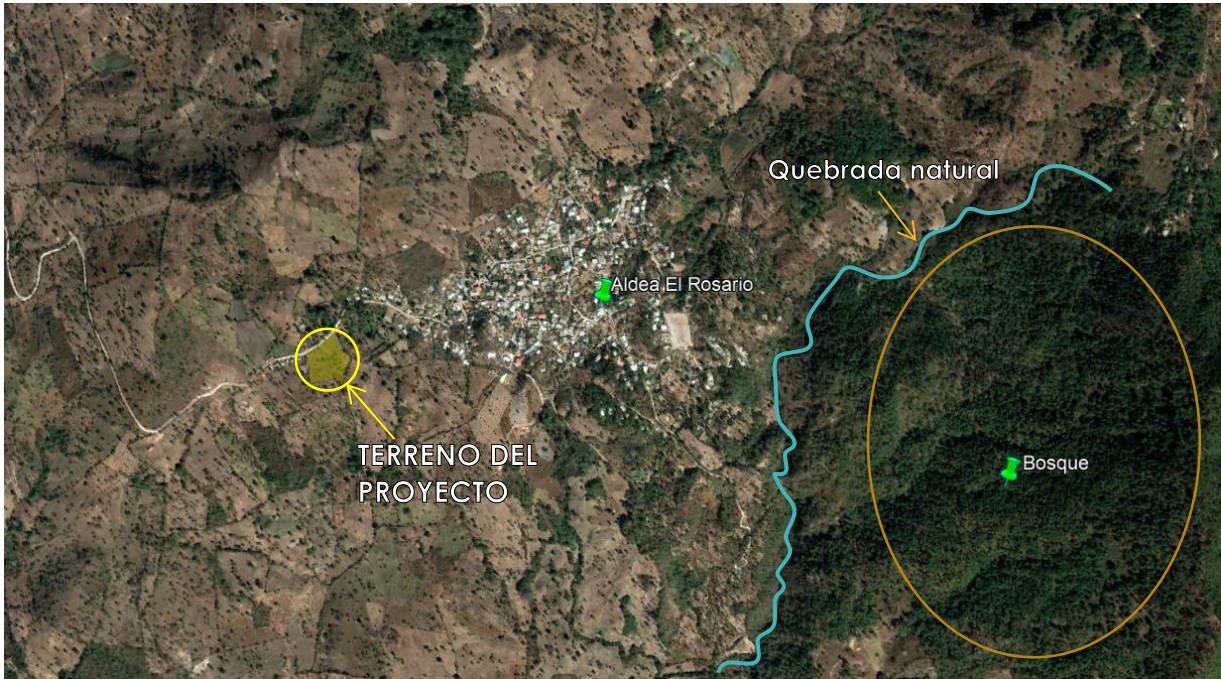 Quebrada natural
Aldea El Rosario
TERRENO DEL
PROYECTO
Bosque